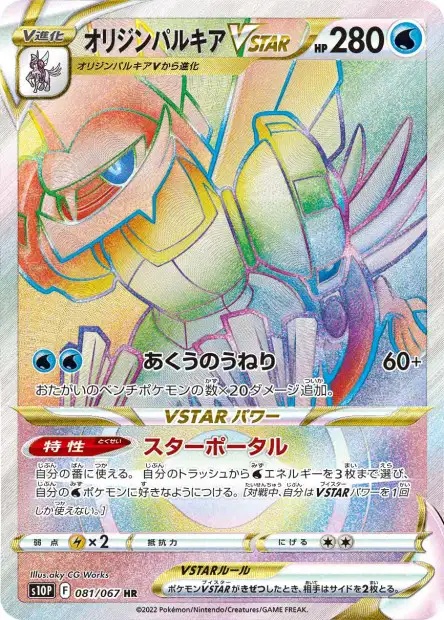 V進化
オリジンパルキア VSTAR HP 280
オリジンパルキアVから進化
あくうのうねり 60+
おたがいのベンチポケモンの数×20ダメージ追加。
VSTARパワー
特性 スターポータル
自分の番に使える。自分のトラッシュからエネルギーを3枚まで選び、
自分のポケモンに好きなようにつける。[対戦中、自分はVSTARパワーを1回
しか使えない。]
弱点 ×2 抵抗力 にげる
Illus. aky CG Works
VSTARルール
s10P F 081/067 HR
ポケモンVSTARがきぜつしたとき、相手はサイドを2枚とる。
©2022 Pokémon/Nintendo/Creatures/GAME FREAK.